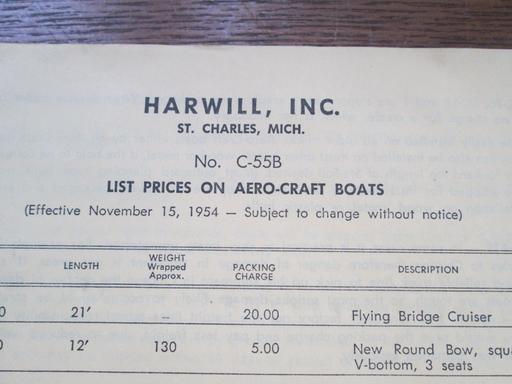 HARWILL, INC.
ST. CHARLES, MICH.
No. C-55B
LIST PRICES ON AERO-CRAFT BOATS
(Effective November 15, 1954 — Subject to change without notice)
LENGTH WEIGHT Wrapped Approx. PACKING CHARGE DESCRIPTION
0 21' – 20.00 Flying Bridge Cruiser
0 12' 130 5.00 New Round Bow, squa
V-bottom, 3 seats